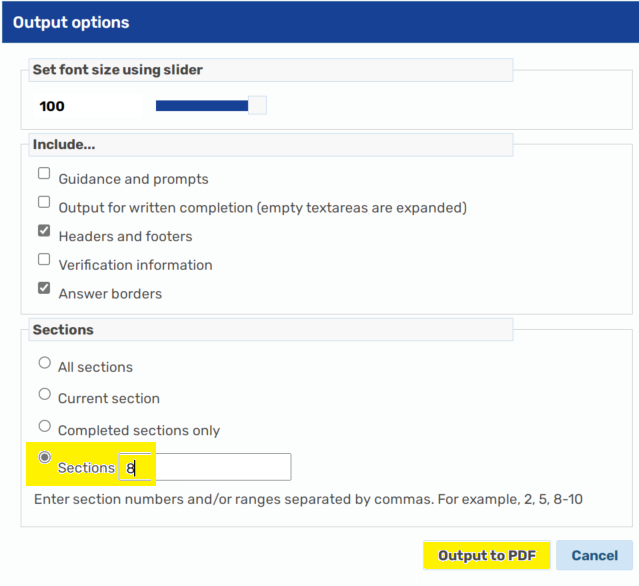 Output options
Set font size using slider
100
Include...
Guidance and prompts
Output for written completion (empty textareas are expanded)
Headers and footers
Verification information
Answer borders
Sections
All sections
Current section
Completed sections only
Sections 8
Enter section numbers and/or ranges separated by commas. For example, 2, 5, 8-10
Output to PDF Cancel